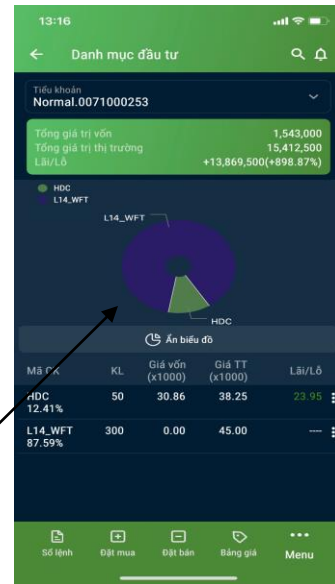 13:16
Danh mục đầu tư
Tiểu khoản
Normal.0071000253
Tổng giá trị vốn 1,543,000
Tổng giá trị thị trường 15,412,500
Lãi/Lỗ +13,869,500(+898.87%)
HDC
L14_WFT
L14_WFT
HDC
Ẩn biểu đồ
Mã CK KL Giá vốn (x1000) Giá TT (x1000) Lãi/Lỗ
HDC 50 30.86 38.25 23.95
12.41%
L14_WFT 300 0.00 45.00 ----
87.59%
Sổ lệnh Đặt mua Đặt bán Bảng giá Menu